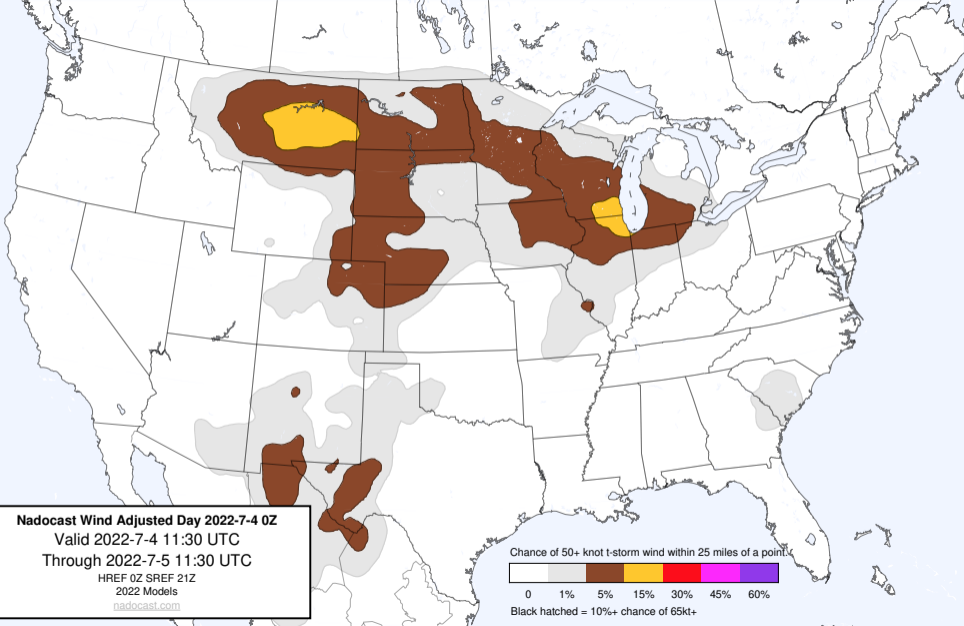 Nadocast Wind Adjusted Day 2022-7-4 0Z
Valid 2022-7-4 11:30 UTC
Through 2022-7-5 11:30 UTC
HREF 0Z SREF 21Z
2022 Models
nadocast.com
Chance of 50+ knot t-storm wind within 25 miles of a point.
0 1% 5% 15% 30% 45% 60%
Black hatched = 10%+ chance of 65kt+